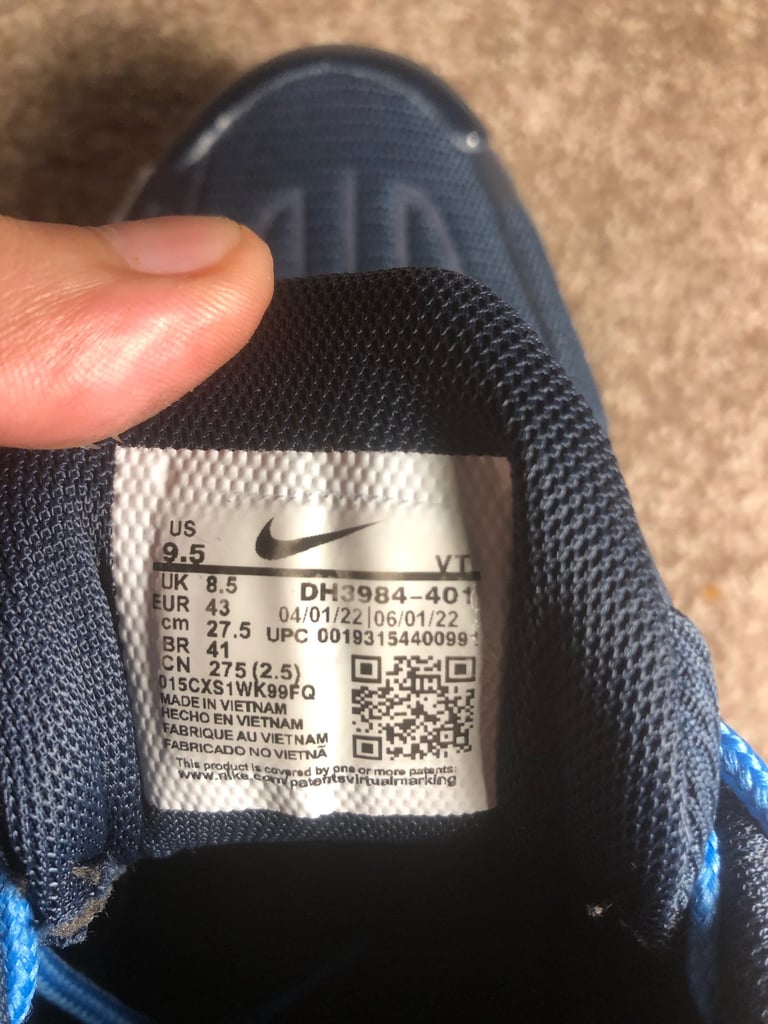 AIR
US
9.5
VT
UK 8.5
DH3984-401
EUR 43
04/01/22|06/01/22
cm 27.5
UPC 0019315440099
BR 41
CN 275 (2.5)
015CXS1WK99FQ
MADE IN VIETNAM
HECHO EN VIETNAM
FABRIQUE AU VIETNAM
FABRICADO NO VIETNÃ
This product is covered by one or more patents:
www.nike.com/patentsvirtualmarking